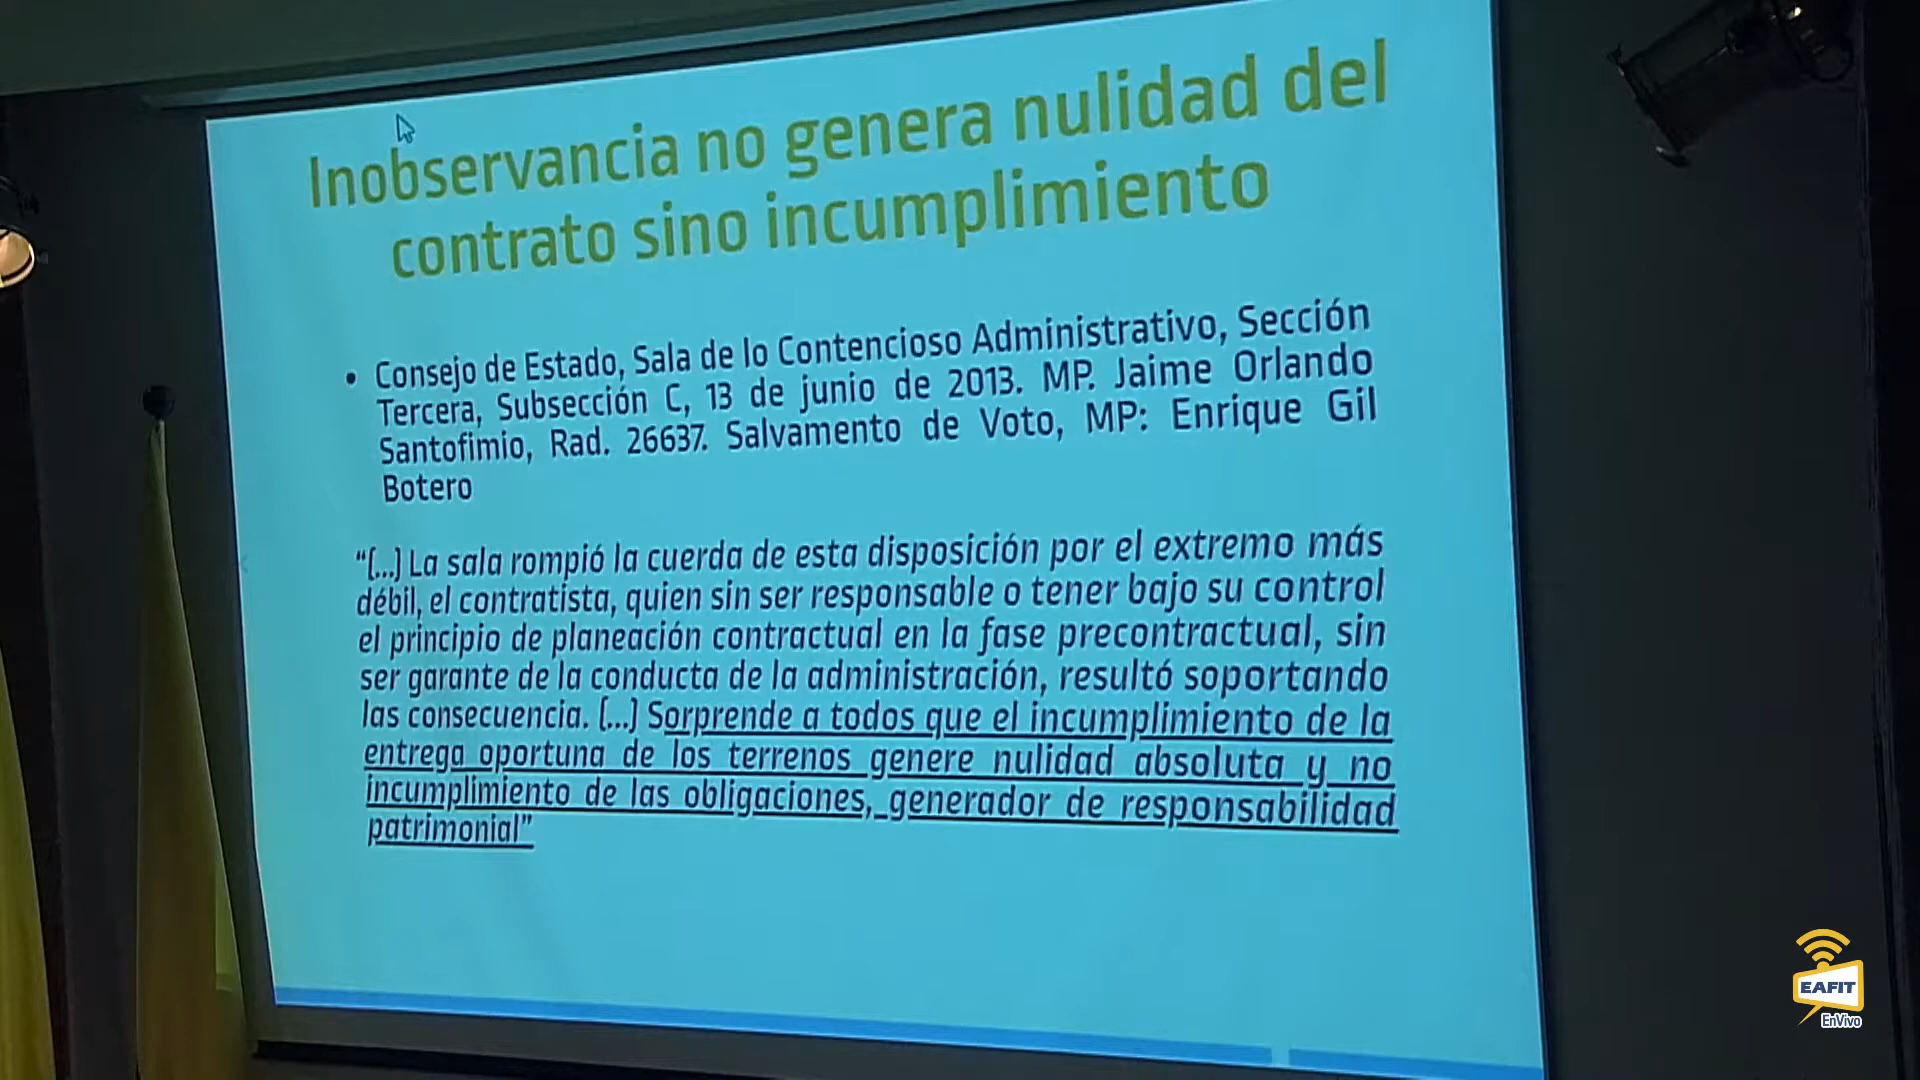 Inobservancia no genera nulidad del
contrato sino incumplimiento
• Consejo de Estado, Sala de lo Contencioso Administrativo, Sección
Tercera, Subsección C, 13 de junio de 2013. MP. Jaime Orlando
Santofimio, Rad. 26637. Salvamento de Voto, MP: Enrique Gil
Botero
“(...) La sala rompió la cuerda de esta disposición por el extremo más
débil, el contratista, quien sin ser responsable o tener bajo su control
el principio de planeación contractual en la fase precontractual, sin
ser garante de la conducta de la administración, resultó soportando
las consecuencia. (...) Sorprende a todos que el incumplimiento de la
entrega oportuna de los terrenos genere nulidad absoluta y no
incumplimiento de las obligaciones, generador de responsabilidad
patrimonial”
EAFIT
EnVivo